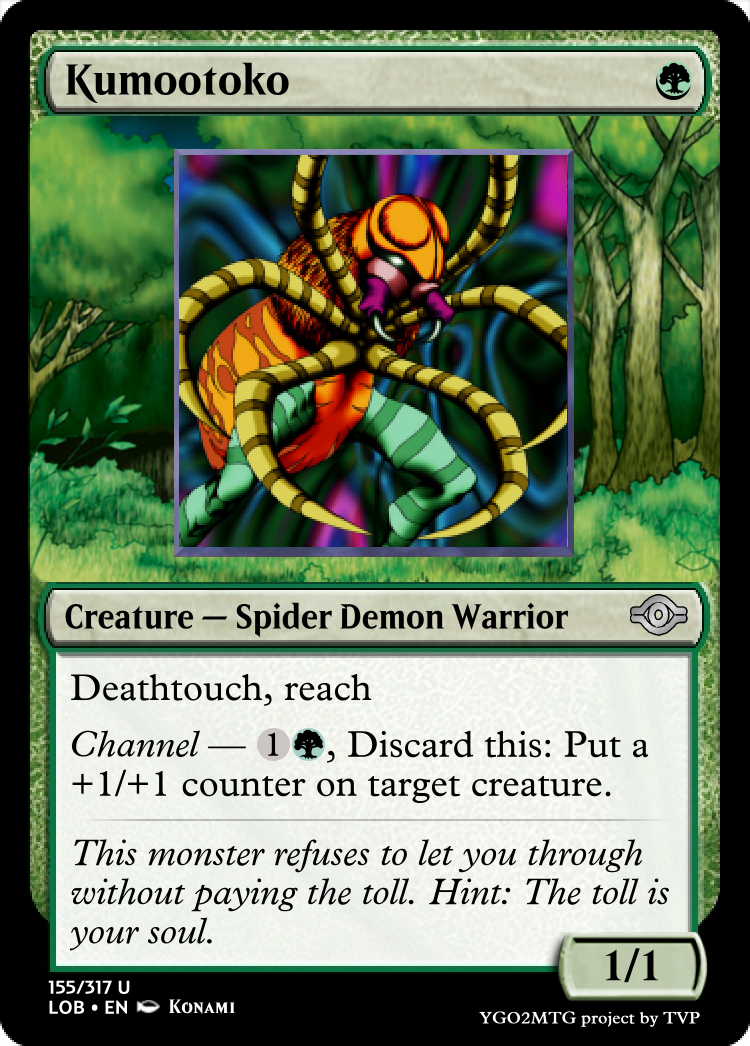 Kumootoko
Creature — Spider Demon Warrior
Deathtouch, reach
Channel — 1, Discard this: Put a
+1/+1 counter on target creature.
This monster refuses to let you through
without paying the toll. Hint: The toll is
your soul.
1/1
155/317 U
LOB • EN Konami
YGO2MTG project by TVP